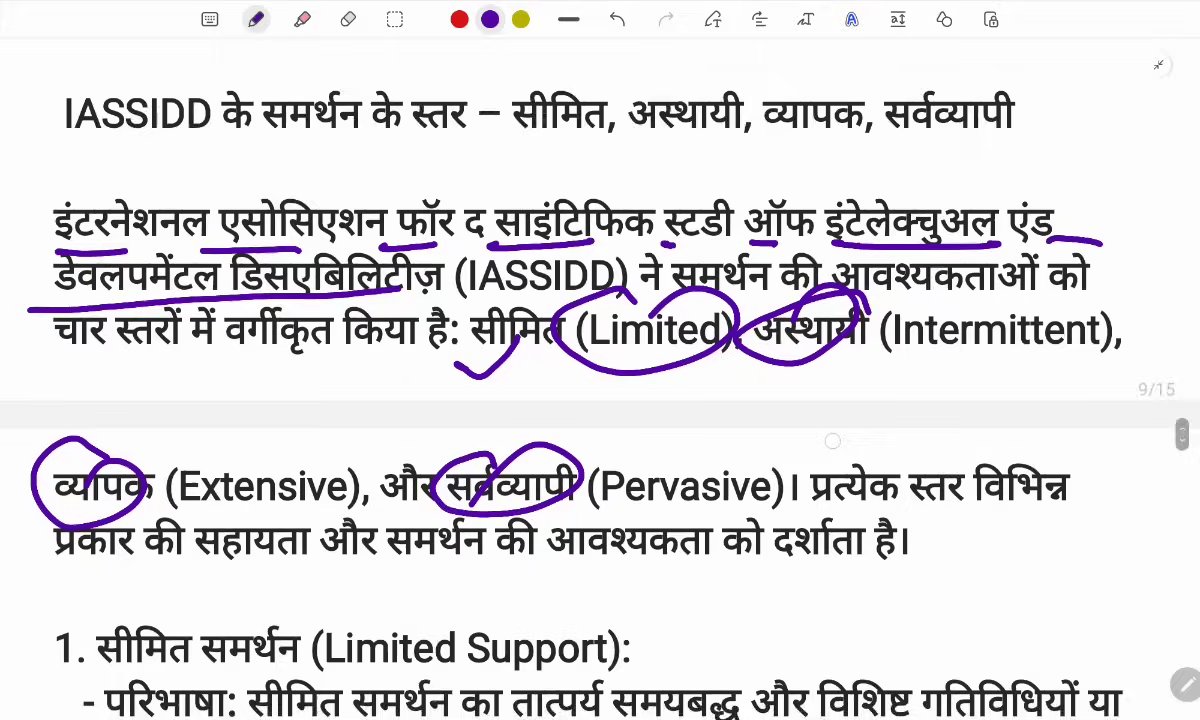 IASSIDD के समर्थन के स्तर – सीमित, अस्थायी, व्यापक, सर्वव्यापी
इंटरनेशनल एसोसिएशन फॉर द साइंटिफिक स्टडी ऑफ इंटेलेक्चुअल एंड
डेवलपमेंटल डिसएबिलिटीज़ (IASSIDD) ने समर्थन की आवश्यकताओं को
चार स्तरों में वर्गीकृत किया है: सीमित (Limited), अस्थायी (Intermittent),
9/15
व्यापक (Extensive), और सर्वव्यापी (Pervasive)। प्रत्येक स्तर विभिन्न
प्रकार की सहायता और समर्थन की आवश्यकता को दर्शाता है।
1. सीमित समर्थन (Limited Support):
- परिभाषा: सीमित समर्थन का तात्पर्य समयबद्ध और विशिष्ट गतिविधियों या